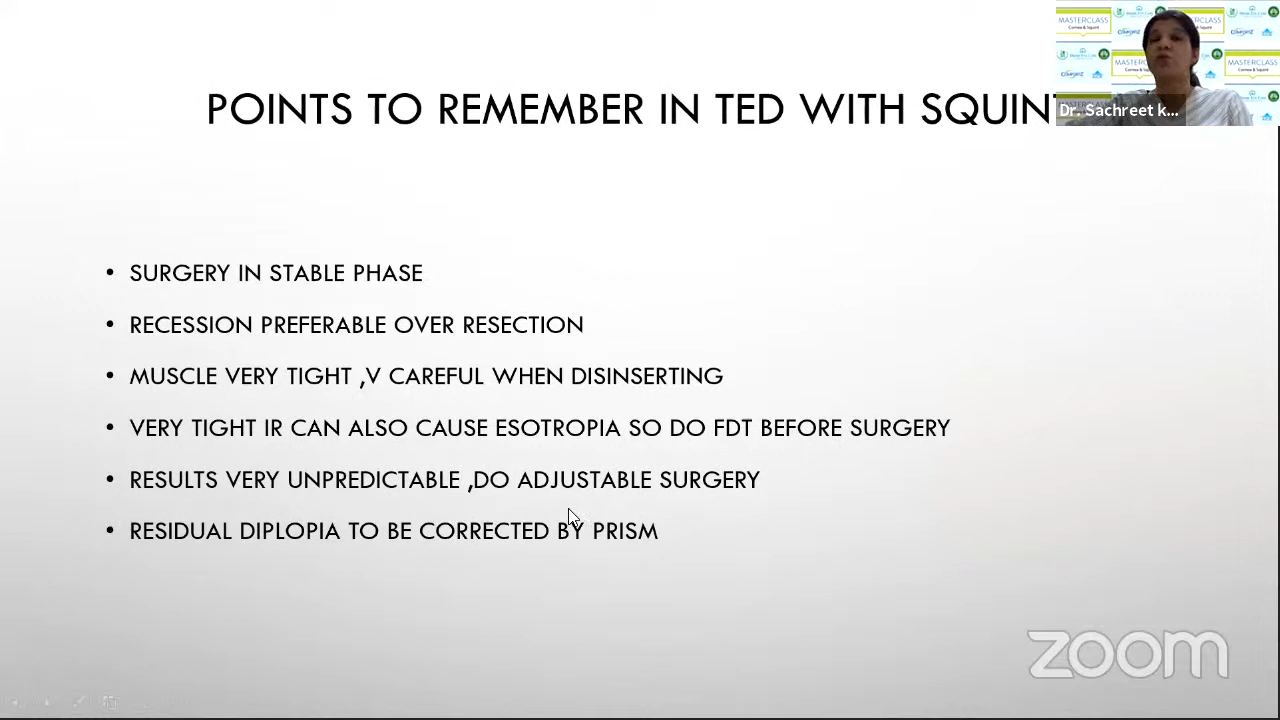 POINTS TO REMEMBER IN TED WITH SQUIN
• SURGERY IN STABLE PHASE
• RECESSION PREFERABLE OVER RESECTION
• MUSCLE VERY TIGHT ,V CAREFUL WHEN DISINSERTING
• VERY TIGHT IR CAN ALSO CAUSE ESOTROPIA SO DO FDT BEFORE SURGERY
• RESULTS VERY UNPREDICTABLE ,DO ADJUSTABLE SURGERY
• RESIDUAL DIPLOPIA TO BE CORRECTED BY PRISM
MASTERCLASS
Dr. Sachreet k...
zoom